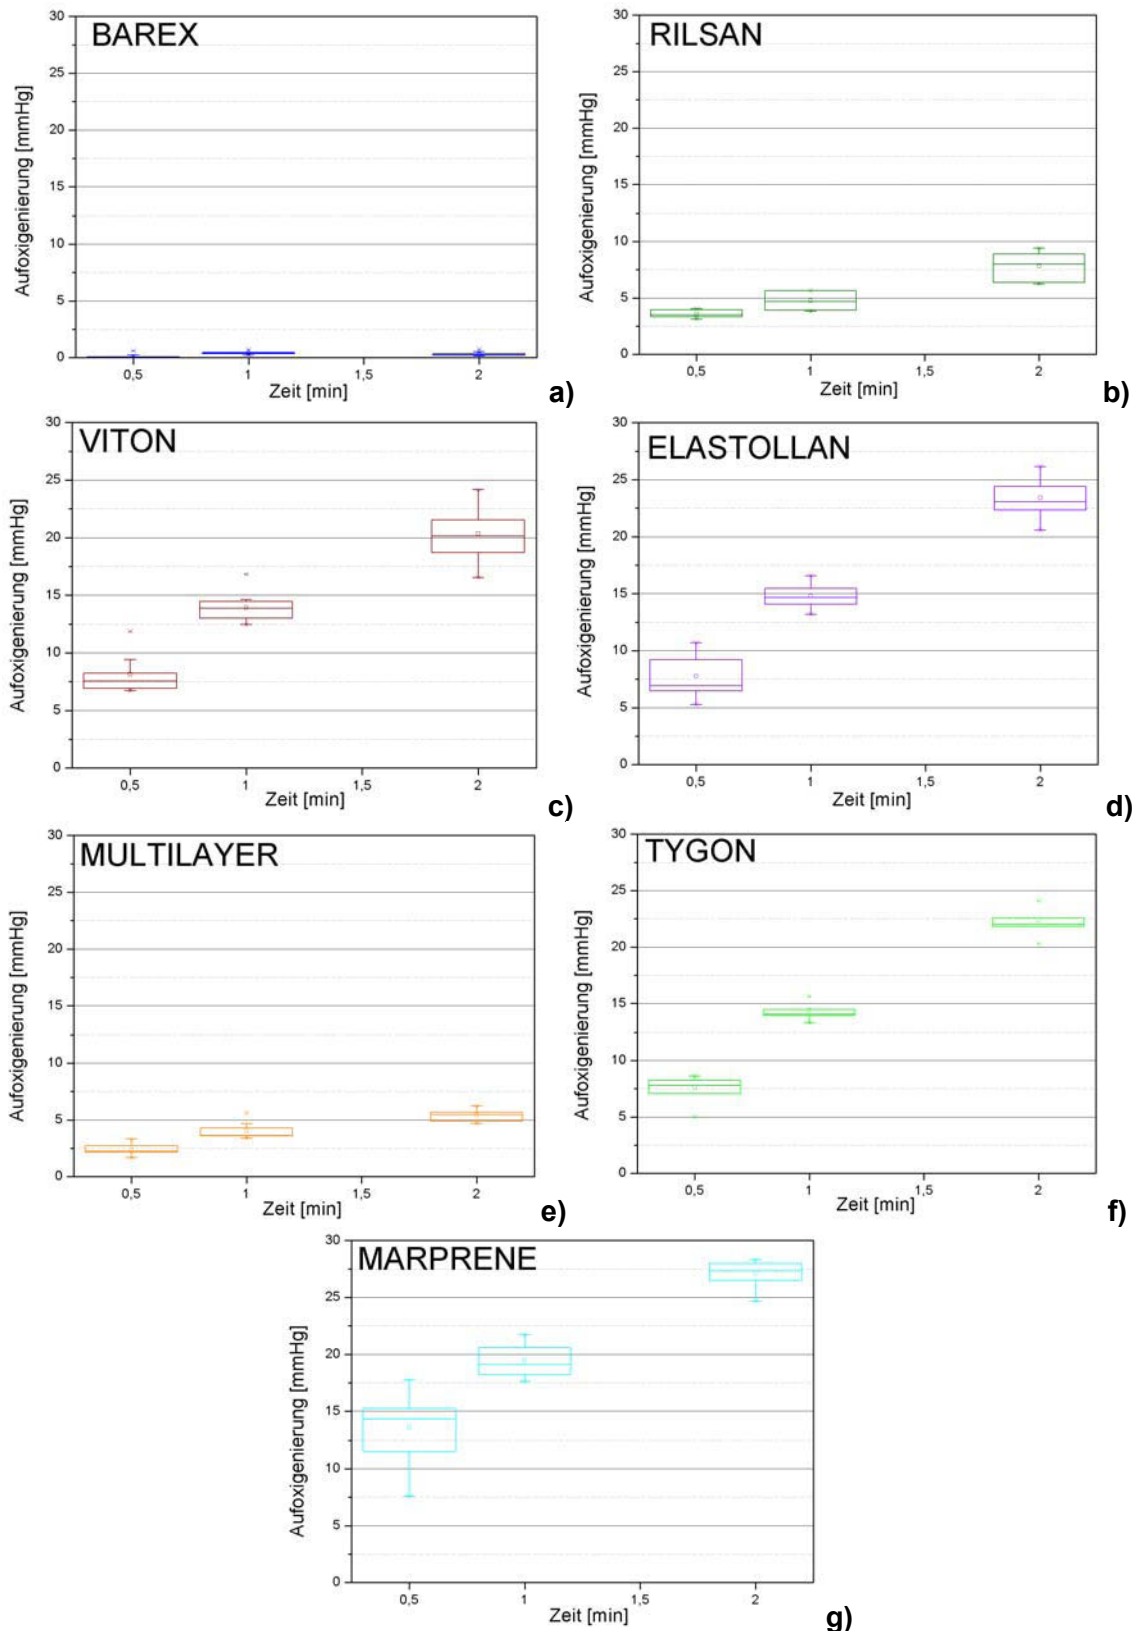 BAREX
Aufoxigenierung [mmHg]
30
25
20
15
10
5
0
0,5
1
1,5
2
Zeit [min]
a)
RILSAN
Aufoxigenierung [mmHg]
30
25
20
15
10
5
0
0,5
1
1,5
2
Zeit [min]
b)
VITON
Aufoxigenierung [mmHg]
30
25
20
15
10
5
0
0,5
1
1,5
2
Zeit [min]
c)
ELASTOLLAN
Aufoxigenierung [mmHg]
30
25
20
15
10
5
0
0,5
1
1,5
2
Zeit [min]
d)
MULTILAYER
Aufoxigenierung [mmHg]
30
25
20
15
10
5
0
0,5
1
1,5
2
Zeit [min]
e)
TYGON
Aufoxigenierung [mmHg]
30
25
20
15
10
5
0
0,5
1
1,5
2
Zeit [min]
f)
MARPRENE
Aufoxigenierung [mmHg]
30
25
20
15
10
5
0
0,5
1
1,5
2
Zeit [min]
g)